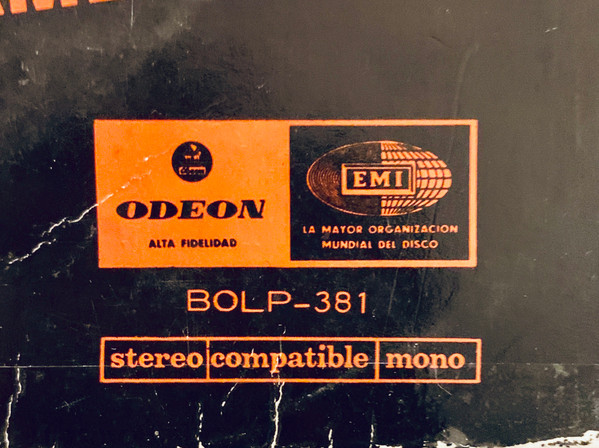 ODEON
ALTA FIDELIDAD
EMI
LA MAYOR ORGANIZACION
MUNDIAL DEL DISCO
BOLP-381
stereo compatible mono